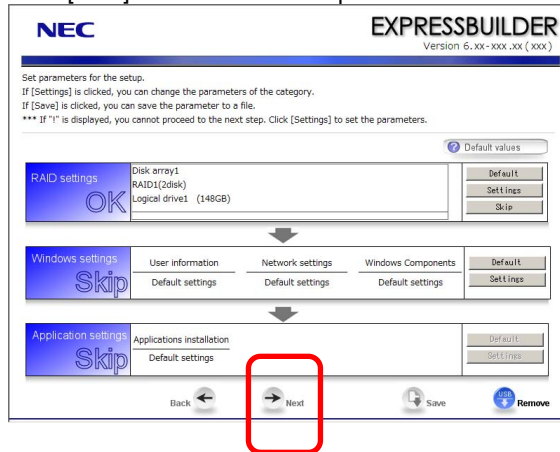 NEC
EXPRESSBUILDER
Version 6.xx-xxx.xx(xxx)
Set parameters for the setup.
If [Settings] is clicked, you can change the parameters of the category.
If [Save] is clicked, you can save the parameter to a file.
*** If "!" is displayed, you cannot proceed to the next step. Click [Settings] to set the parameters.
? Default values
RAID settings
OK
Disk array1
RAID1(2disk)
Logical drive1 (148GB)
Default
Settings
Skip
Windows settings
Skip
User information Network settings Windows Components
Default settings Default settings Default settings
Default
Settings
Application settings
Skip
Applications installation
Default settings
Default
Settings
Back Next Save USB Remove